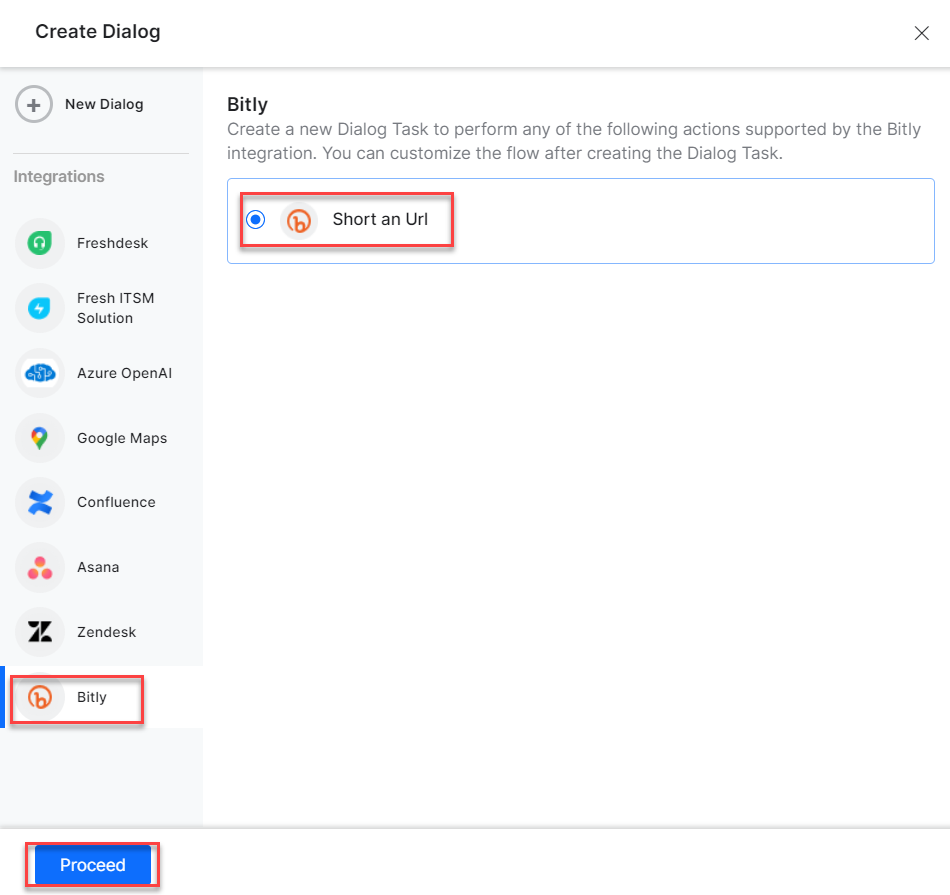 Create Dialog
New Dialog
Integrations
Freshdesk
Fresh ITSM
Solution
Azure OpenAI
Google Maps
Confluence
Asana
Zendesk
Bitly
Bitly
Create a new Dialog Task to perform any of the following actions supported by the Bitly
integration. You can customize the flow after creating the Dialog Task.
Short an Url
Proceed